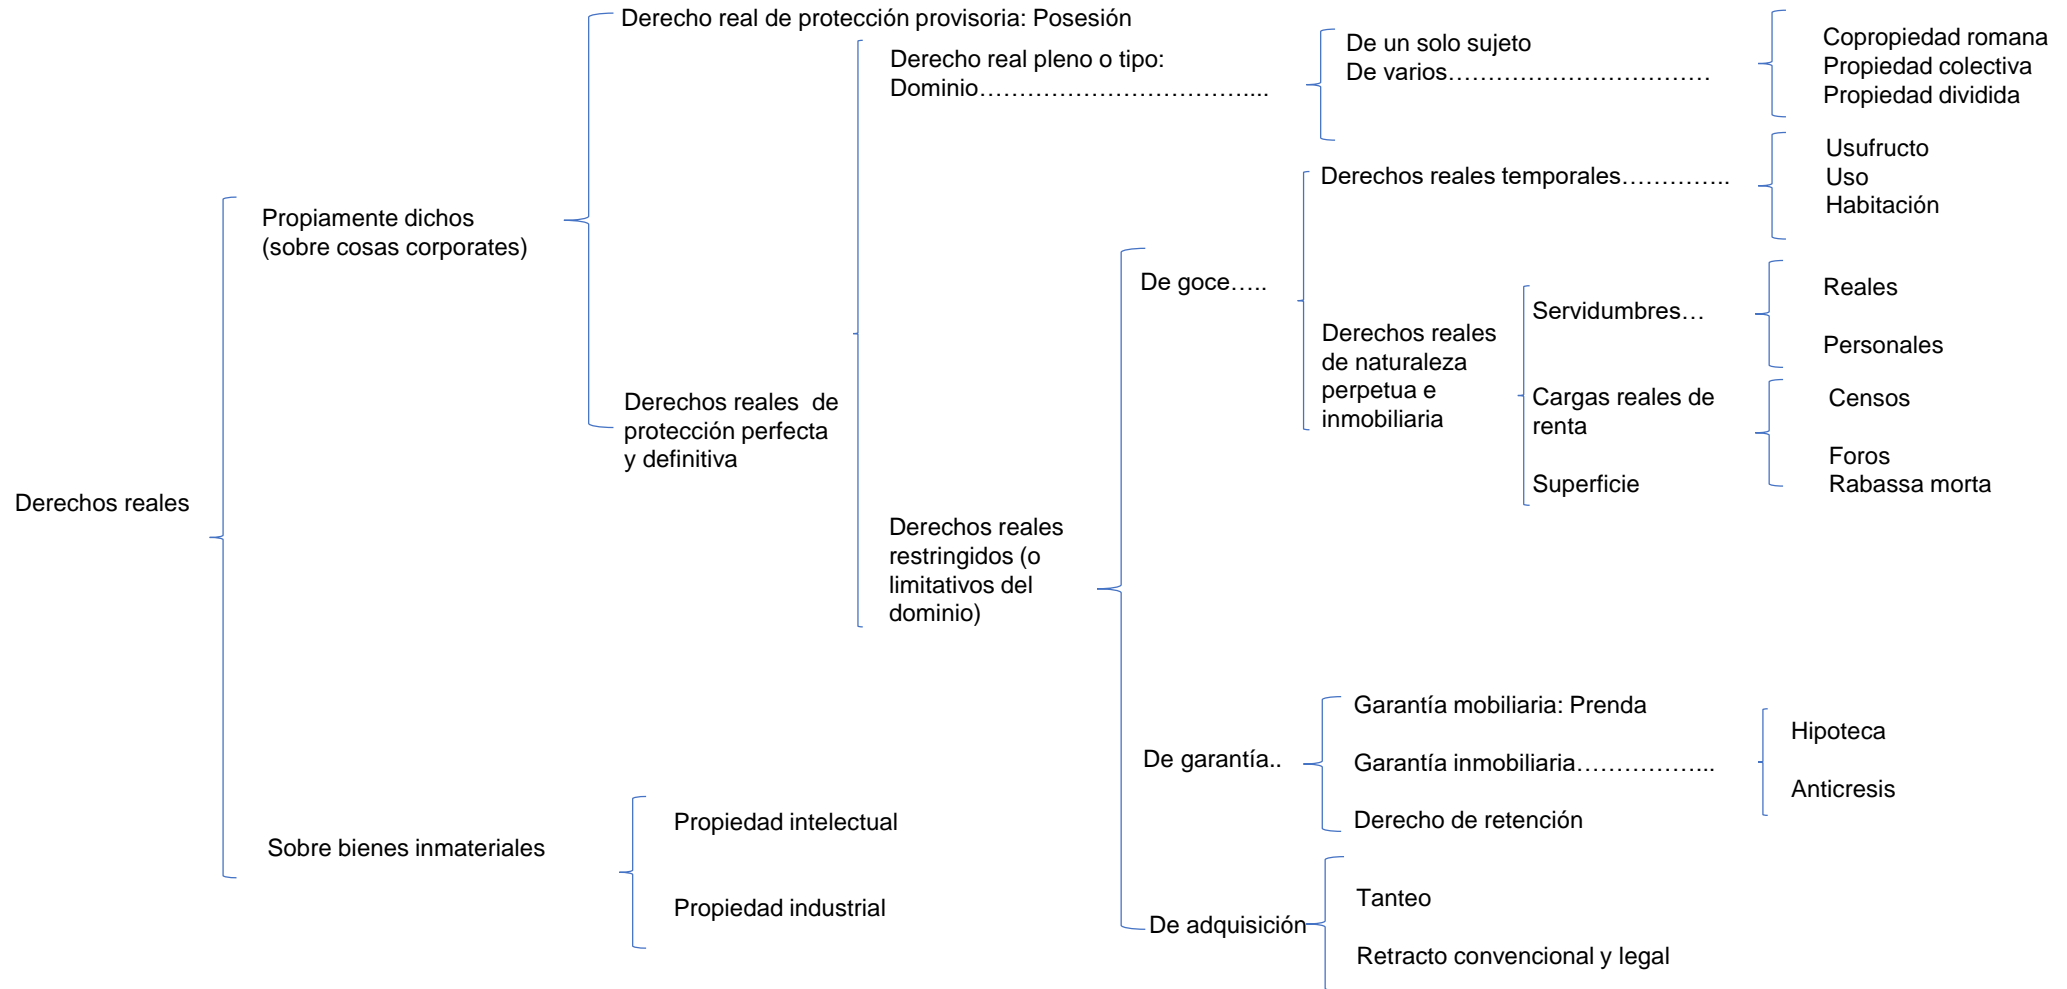 Derechos reales
Propiamente dichos
(sobre cosas corporates)
Derecho real de protección provisoria: Posesión
Derechos reales  de
protección perfecta
y definitiva
Derecho real pleno o tipo:
Dominio……………………………....
De un solo sujeto
De varios……………………………
Copropiedad romana
Propiedad colectiva
Propiedad dividida
Derechos reales
restringidos (o
limitativos del
dominio)
De goce…..
Derechos reales temporales…………..
Usufructo
Uso
Habitación
Derechos reales
de naturaleza
perpetua e
inmobiliaria
Servidumbres…
Reales
Personales
Cargas reales de
renta
Censos
Foros
Rabassa morta
Superficie
De garantía..
Garantía mobiliaria: Prenda
Garantía inmobiliaria……………...
Hipoteca
Anticresis
Derecho de retención
De adquisición
Tanteo
Retracto convencional y legal
Sobre bienes inmateriales
Propiedad intelectual
Propiedad industrial